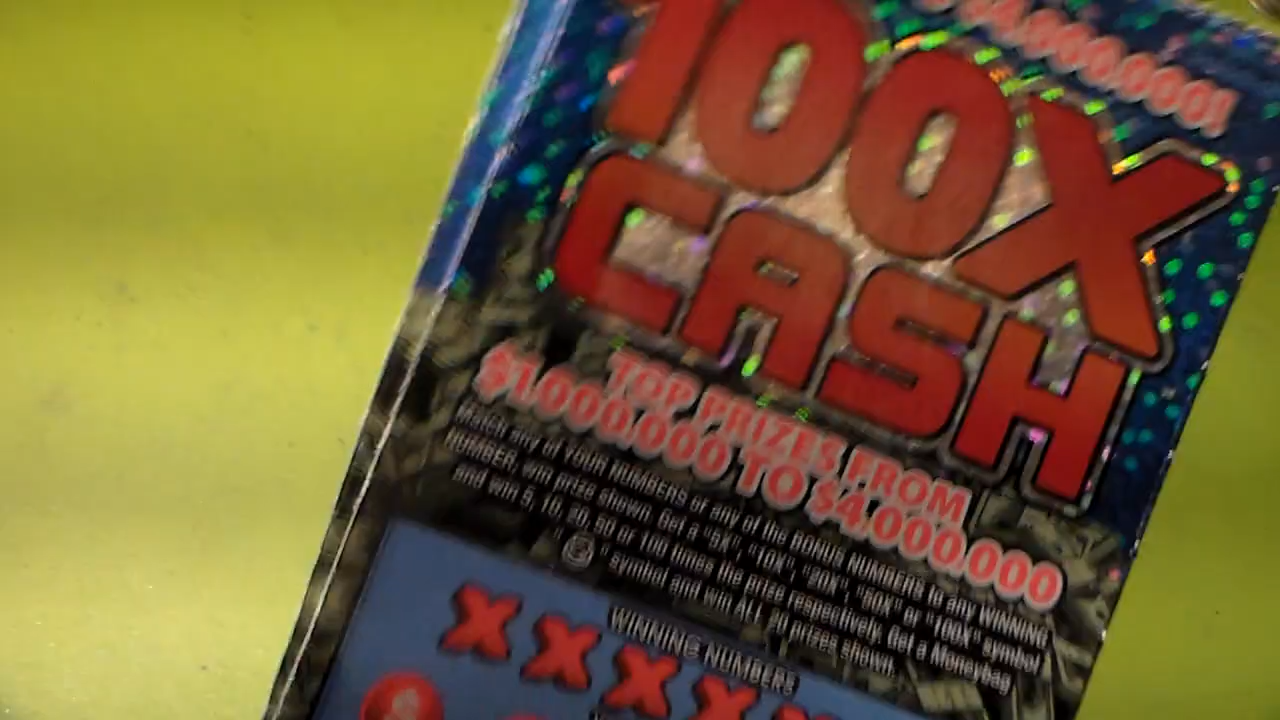 $4,000,000!
100X
CASH
TOP PRIZES FROM
$1,000,000 TO $4,000,000
Match any of YOUR NUMBERS or any of the BONUS NUMBERS to any WINNING
NUMBER, win prize shown. Get a "5X", "10X", "20X", "50X" or "100X" symbol
and win 5, 10, 20, 50 or 100 times the prize respectively. Get a Moneybag
" symbol and win ALL prizes shown.
WINNING NUMBERS